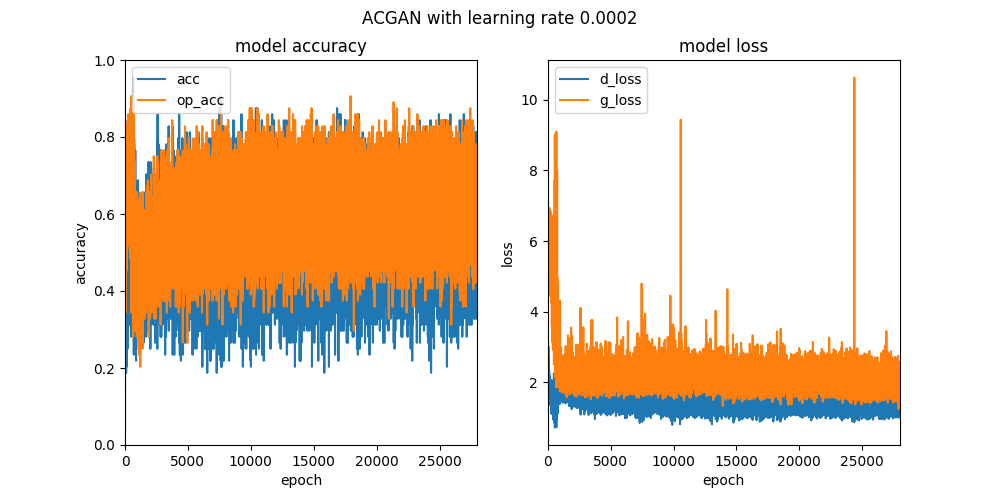 ACGAN with learning rate 0.0002
model accuracy
acc
op_acc
1.0
0.8
0.6
0.4
0.2
0.0
accuracy
0
5000
10000
15000
20000
25000
epoch
model loss
d_loss
g_loss
10
8
6
4
2
loss
0
5000
10000
15000
20000
25000
epoch